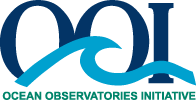 OOI
OCEAN OBSERVATORIES INITIATIVE